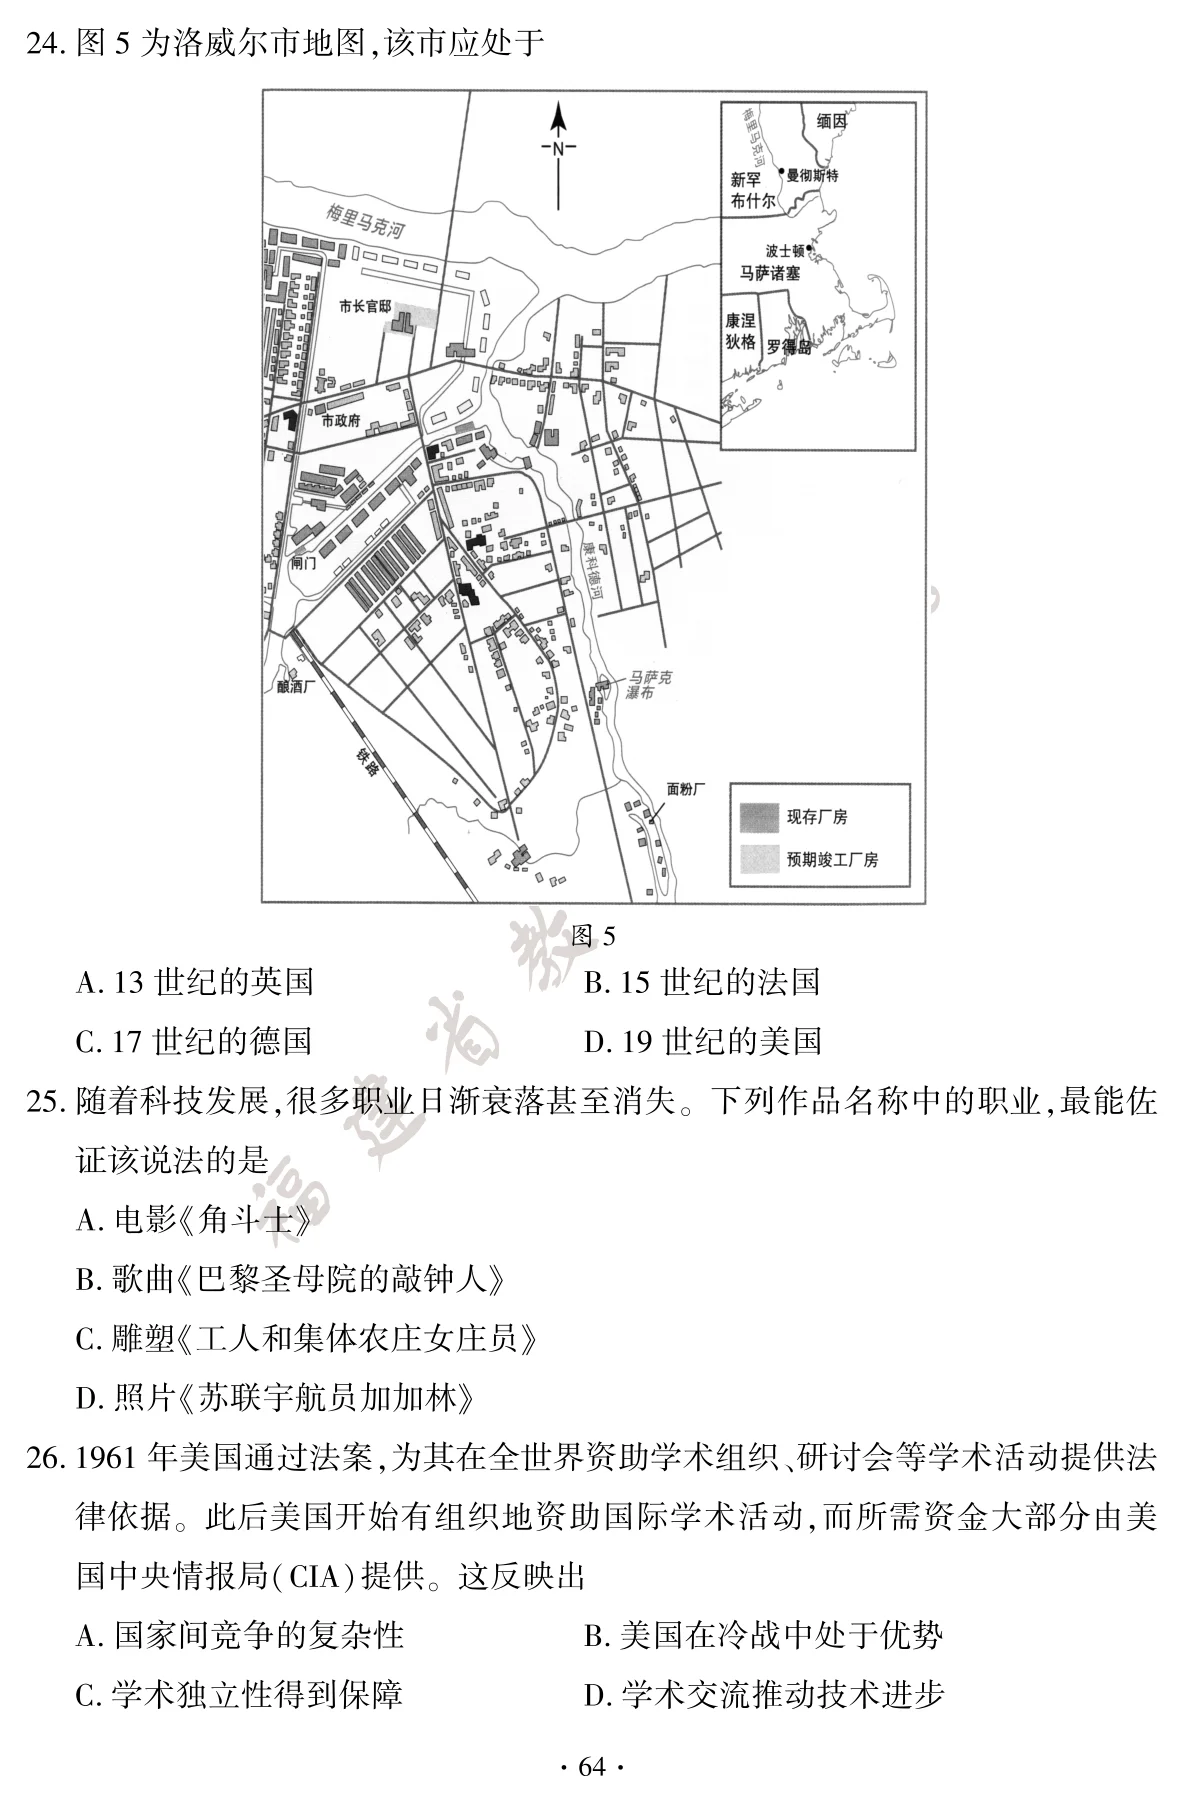 24. 图 5 为洛威尔市地图,该市应处于
N
梅里马克河
缅因
新罕
布什尔
曼彻斯特
波士顿
马萨诸塞
康涅
狄格
罗得岛
梅里马克河
市长官邸
市政府
闸门
康科德河
酿酒厂
马萨克
瀑布
铁路
面粉厂
现存厂房
预期竣工厂房
图 5
A. 13 世纪的英国
B. 15 世纪的法国
C. 17 世纪的德国
D. 19 世纪的美国
25. 随着科技发展,很多职业日渐衰落甚至消失。下列作品名称中的职业,最能佐
证该说法的是
A. 电影《角斗士》
B. 歌曲《巴黎圣母院的敲钟人》
C. 雕塑《工人和集体农庄女庄员》
D. 照片《苏联宇航员加加林》
26. 1961 年美国通过法案,为其在全世界资助学术组织、研讨会等学术活动提供法
律依据。此后美国开始有组织地资助国际学术活动,而所需资金大部分由美
国中央情报局(CIA)提供。这反映出
A. 国家间竞争的复杂性
B. 美国在冷战中处于优势
C. 学术独立性得到保障
D. 学术交流推动技术进步
· 64 ·
福建省教